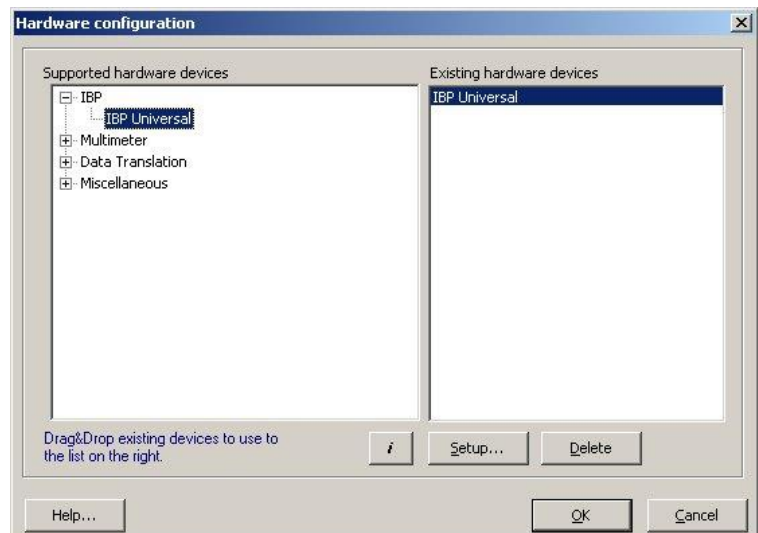 Hardware configuration
Supported hardware devices
IBP
IBP Universal
Multimeter
Data Translation
Miscellaneous
Existing hardware devices
IBP Universal
Drag&Drop existing devices to use to
the list on the right.
i
Setup...
Delete
Help...
OK
Cancel